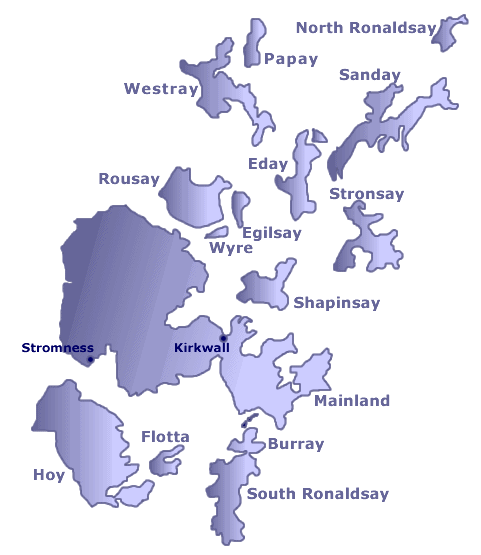 North Ronaldsay
Papay
Sanday
Westray
Eday
Rousay
Stronsay
Egilsay
Wyre
Shapinsay
Stromness
Kirkwall
Mainland
Flotta
Burray
Hoy
South Ronaldsay